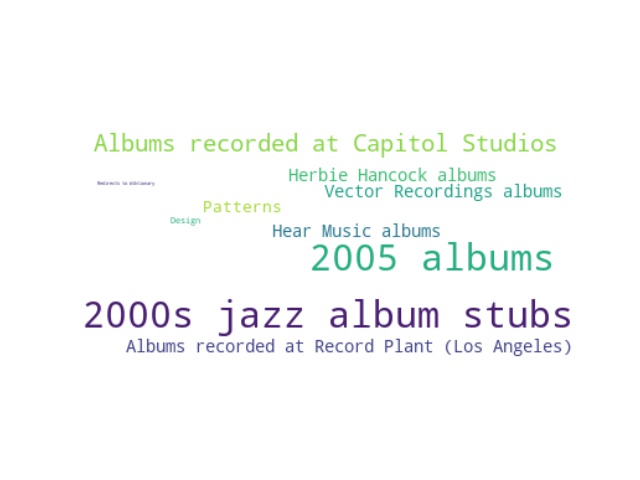 Albums recorded at Capitol Studios
Herbie Hancock albums
Redirects to Wiktionary
Vector Recordings albums
Patterns
Design
Hear Music albums
2005 albums
2000s jazz album stubs
Albums recorded at Record Plant (Los Angeles)